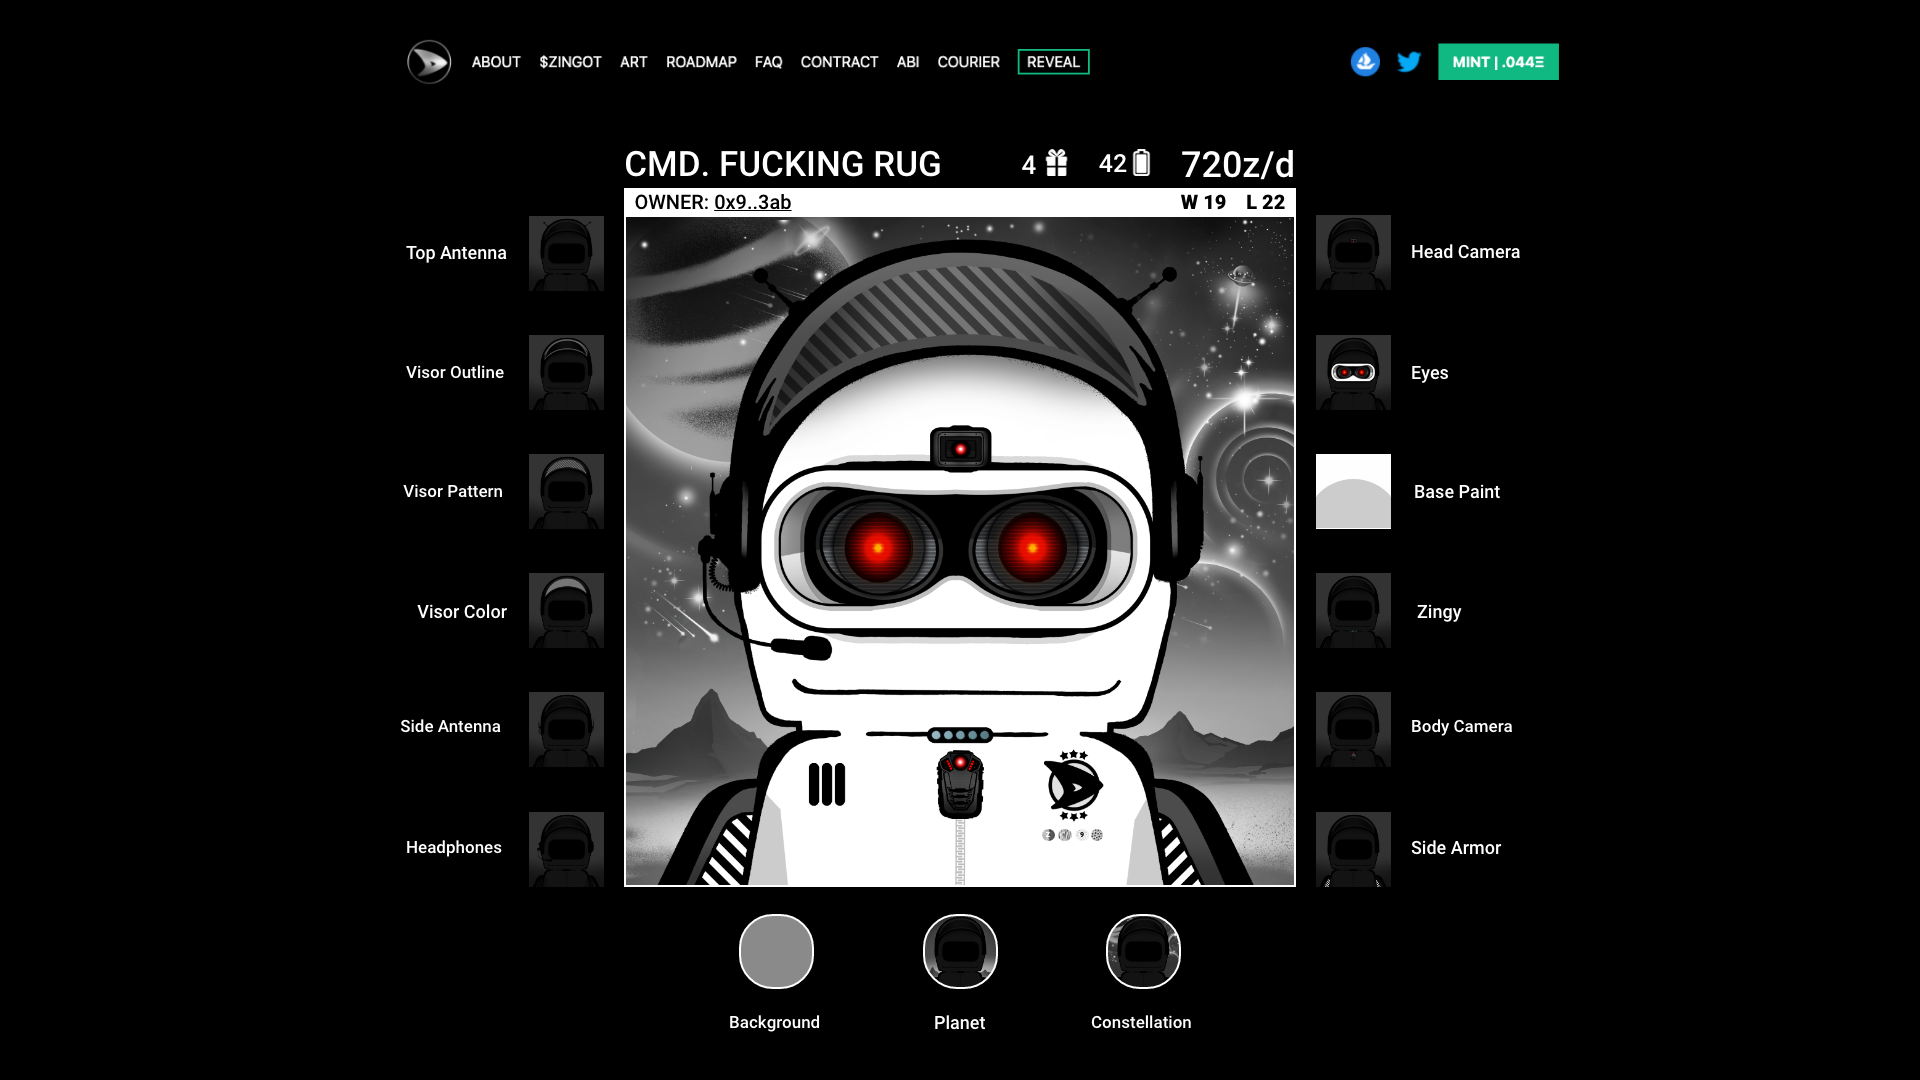 ABOUT $ZINGOT ART ROADMAP FAQ CONTRACT ABI COURIER REVEAL MINT | .044Ξ
CMD. FUCKING RUG 4 42 720z/d
OWNER: 0x9..3ab W 19 L 22
Top Antenna
Head Camera
Visor Outline
Eyes
Visor Pattern
Base Paint
Visor Color
Zingy
Side Antenna
Body Camera
Headphones
Side Armor
Background
Planet
Constellation